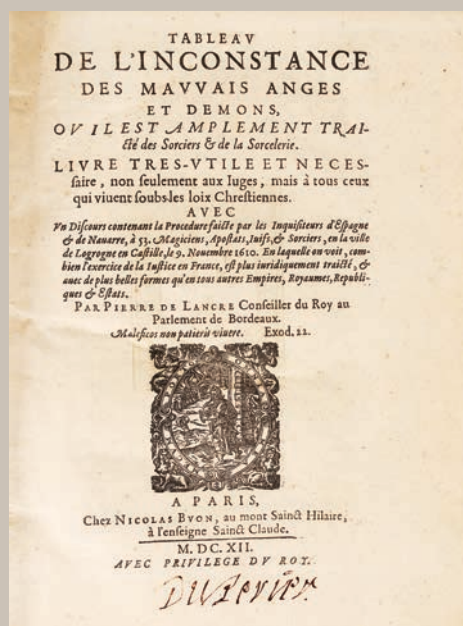 TABLEAV
DE L'INCONSTANCE
DES MAVVAIS ANGES
ET DEMONS,
OV IL EST AMPLEMENT TRAI-
cté des Sorciers & de la Sorcelerie.
LIVRE TRES-VTILE ET NECES-
ſaire, non ſeulement aux Iuges, mais à tous ceux
qui viuent ſoubs les loix Chreſtiennes.
AVEC
Vn Diſcours contenant la Procedure faicte par les Inquiſiteurs d'Eſpagne
& de Nauarre, à 53. Magiciens, Apoſtats, Iuifs, & Sorciers, en la ville
de Logrogne en Caſtille, le 9. Nouembre 1610. En laquelle on voit, com-
bien l'exercice de la Iuſtice en France, eſt plus iuridiquement traicté, &
auec de plus belles formes qu'en tous autres Empires, Royaumes, Republi-
ques & Eſtats.
PAR PIERRE DE LANCRE Conſeiller du Roy au
Parlement de Bordeaux.
Maleficos non patieris viuere. Exod. 22.
A PARIS,
Chez NICOLAS BVON, au mont Sainct Hilaire,
à l'enſeigne Sainct Claude.
M. DC. XII.
AVEC PRIVILEGE DV ROY.